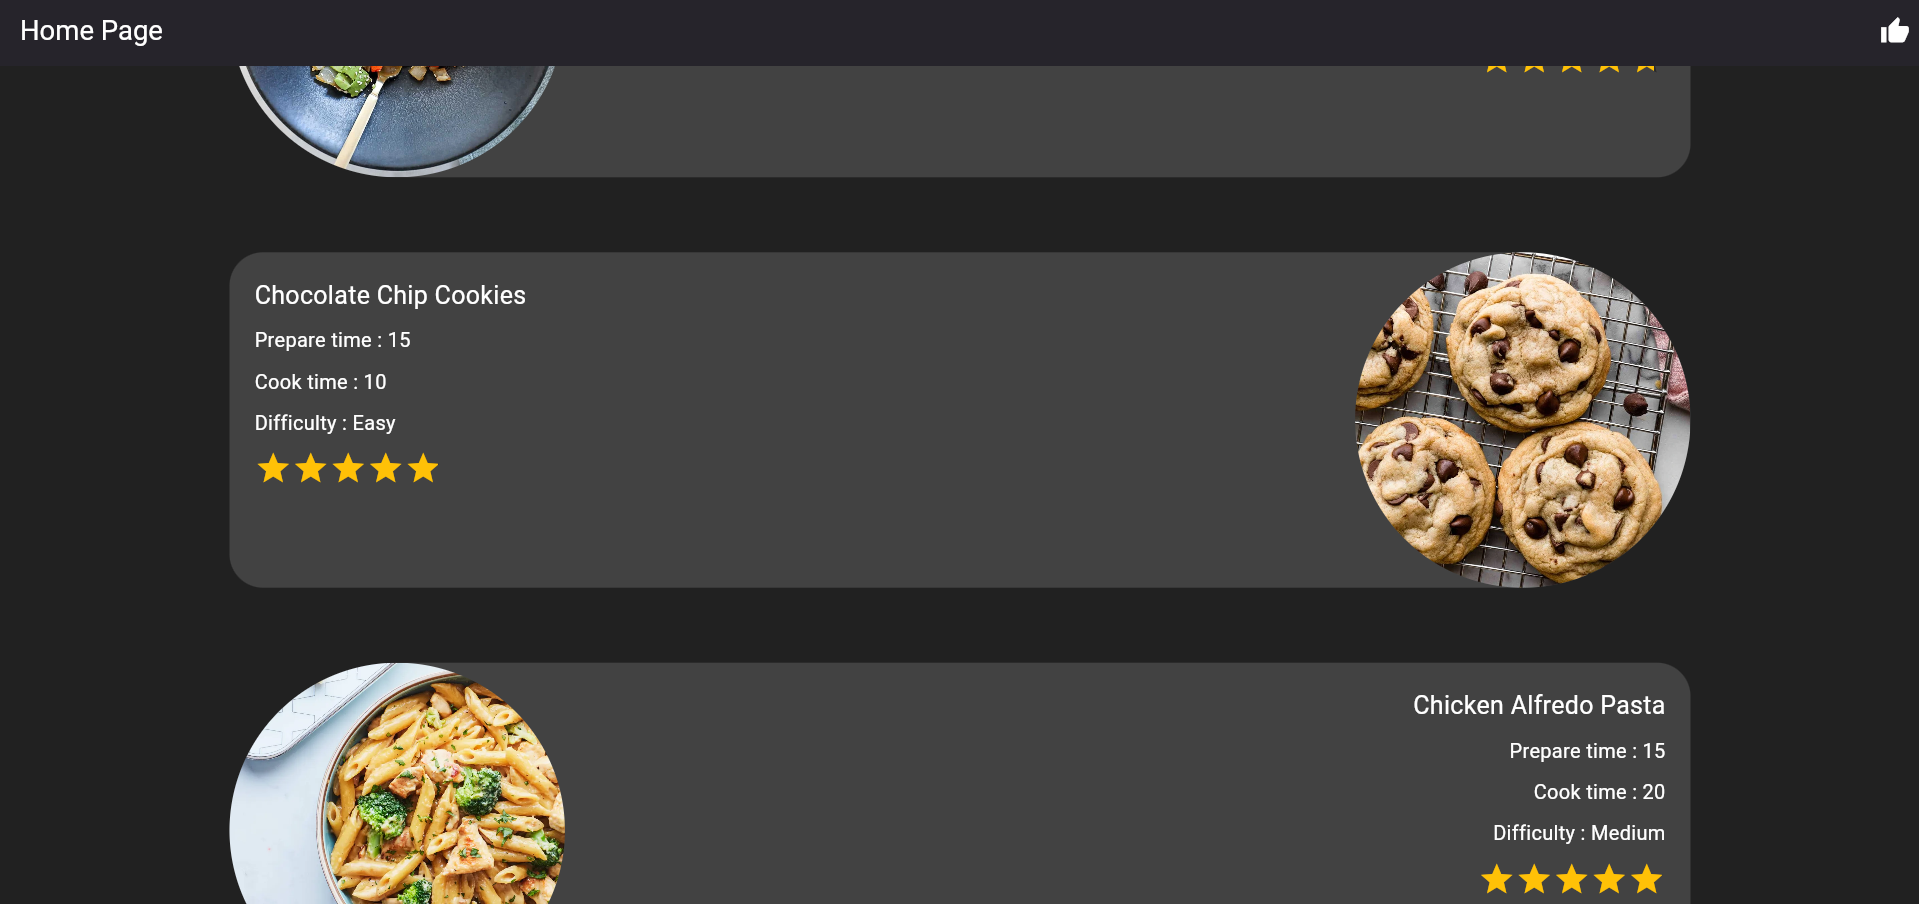 Home Page
Chocolate Chip Cookies
Prepare time : 15
Cook time : 10
Difficulty : Easy
Chicken Alfredo Pasta
Prepare time : 15
Cook time : 20
Difficulty : Medium